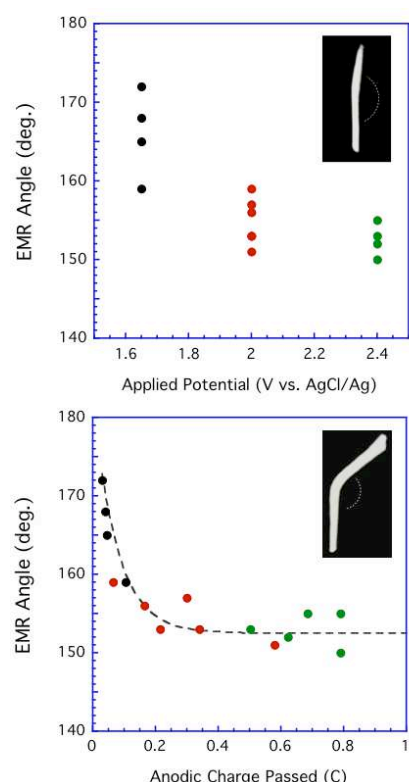 180
170
160
150
140
EMR Angle (deg.)
1.6 1.8 2 2.2 2.4
Applied Potential (V vs. AgCl/Ag)
180
170
160
150
140
EMR Angle (deg.)
0 0.2 0.4 0.6 0.8 1
Anodic Charge Passed (C)